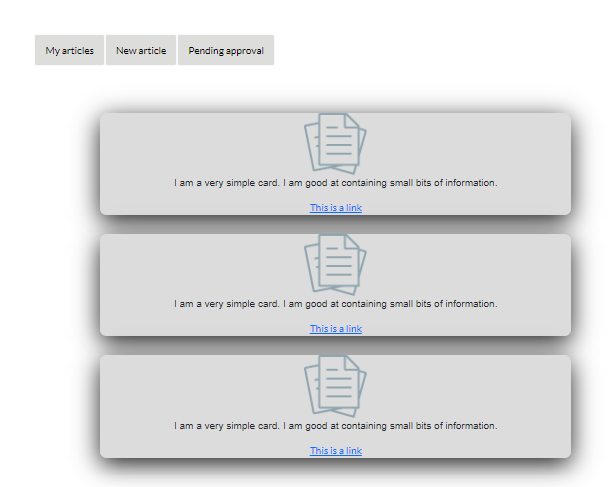 My articles New article Pending approval
I am a very simple card. I am good at containing small bits of information.
This is a link
I am a very simple card. I am good at containing small bits of information.
This is a link
I am a very simple card. I am good at containing small bits of information.
This is a link